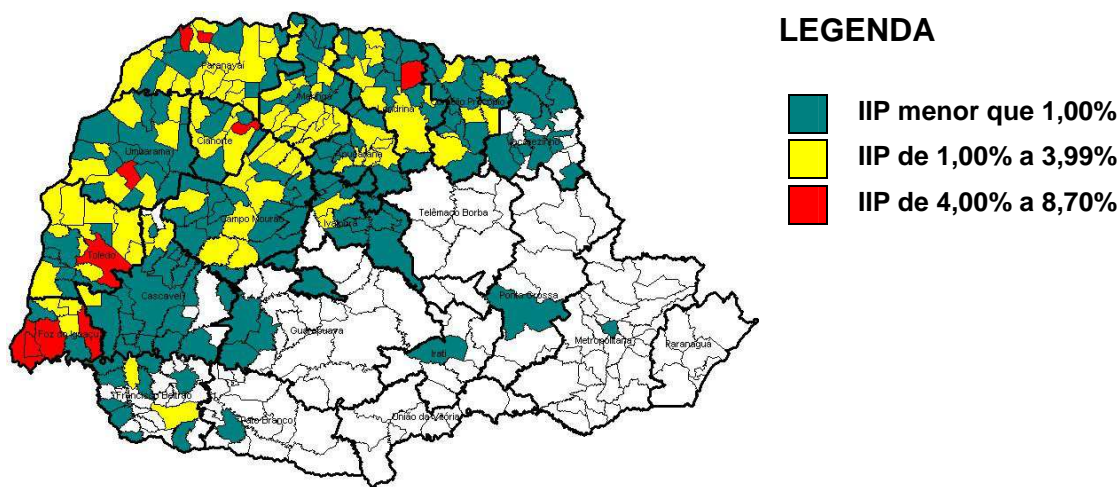 LEGENDA
IIP menor que 1,00%
IIP de 1,00% a 3,99%
IIP de 4,00% a 8,70%
Paranavaí
Maringá
Londrina
Cornélio Procópio
Cianorte
Jacarezinho
Umuarama
Apucarana
Telêmaco Borba
Campo Mourão
Ivaiporã
Toledo
Cascavel
Ponta Grossa
Foz do Iguaçu
Guarapuava
Metropolitana
Paranaguá
Irati
Francisco Beltrão
Pato Branco
União da Vitória